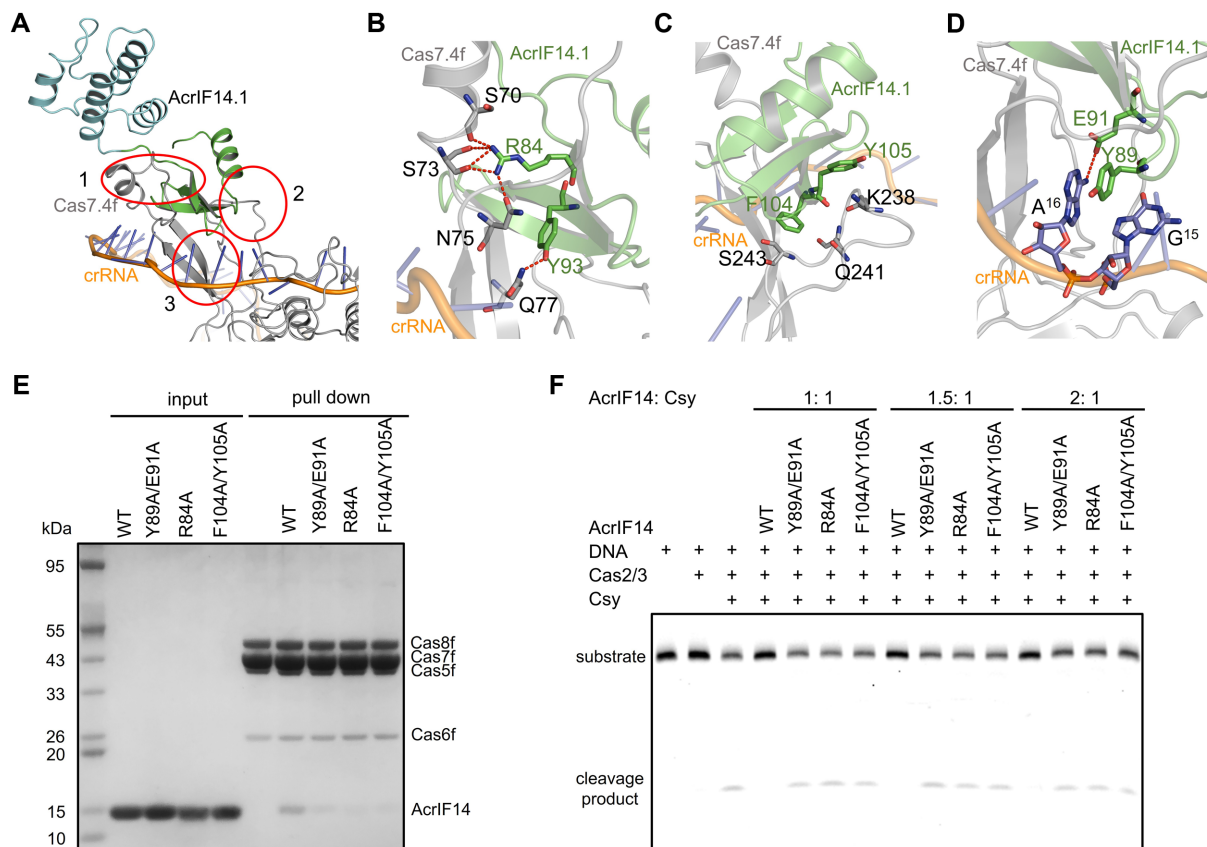 A
AcrIF14.1
1
2
Cas7.4f
crRNA
3
B
Cas7.4f
AcrIF14.1
S70
R84
S73
N75
Y93
Q77
crRNA
C
Cas7.4f
AcrIF14.1
Y105
F104
K238
crRNA
S243
Q241
D
AcrIF14.1
Cas7.4f
E91
Y89
A16
G15
crRNA
E
input pull down
WT Y89A/E91A R84A F104A/Y105A WT Y89A/E91A R84A F104A/Y105A
kDa
95
55
43
33
26
20
15
10
Cas8f
Cas7f
Cas5f
Cas6f
AcrIF14
F
AcrIF14: Csy 1: 1 1.5: 1 2: 1
AcrIF14 WT Y89A/E91A R84A F104A/Y105A WT Y89A/E91A R84A F104A/Y105A WT Y89A/E91A R84A F104A/Y105A
DNA + + + + + + + + + + + + + + +
Cas2/3 + + + + + + + + + + + + + +
Csy + + + + + + + + + + + + +
substrate
cleavage
product